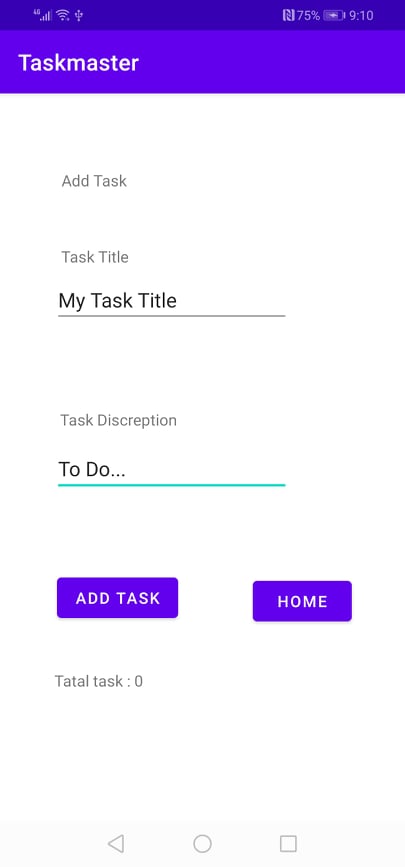 4G 75% 9:10
Taskmaster
Add Task
Task Title
My Task Title
Task Discreption
To Do...
ADD TASK HOME
Tatal task : 0